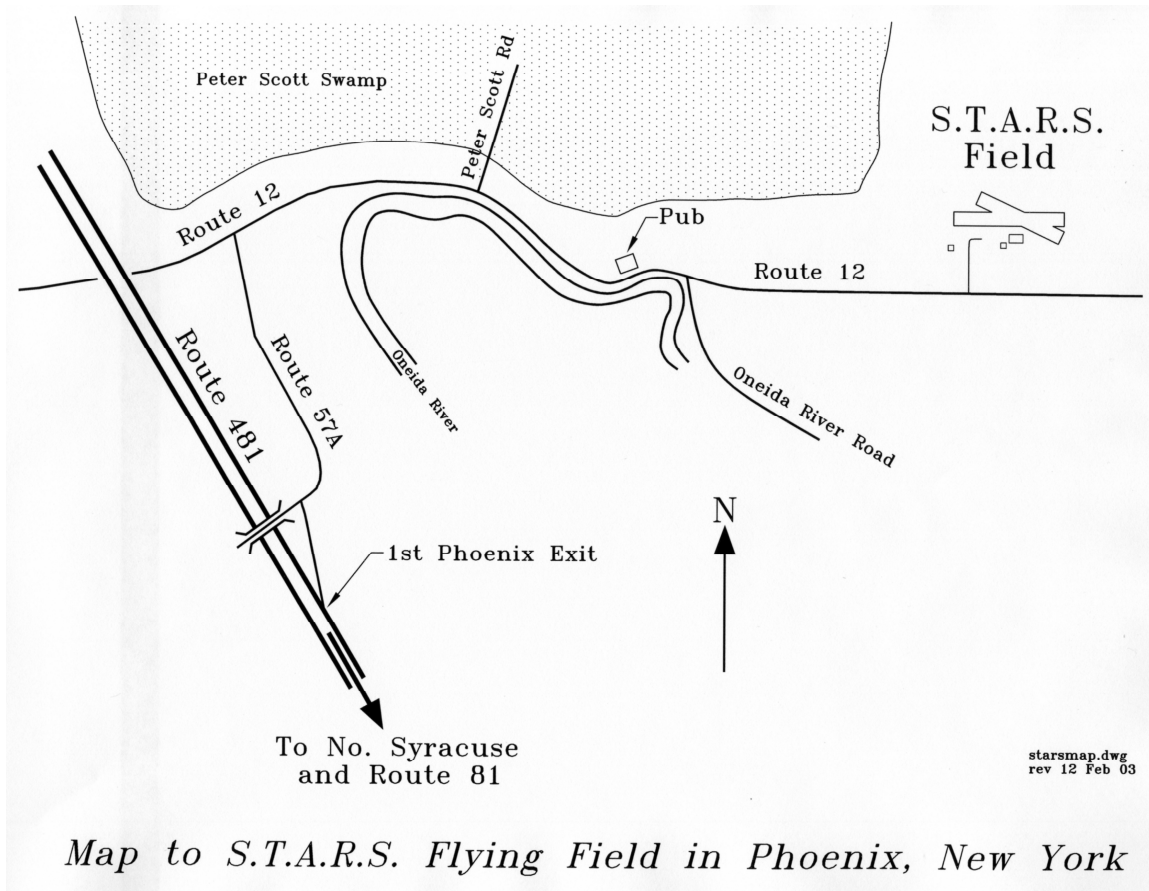 Peter Scott Swamp
Peter Scott Rd
S.T.A.R.S.
Field
Route 12
Pub
Route 12
Route 481
Route 57A
Oneida River
Oneida River Road
N
1st Phoenix Exit
To No. Syracuse
and Route 81
starsmap.dwg
rev 12 Feb 03
Map to S.T.A.R.S. Flying Field in Phoenix, New York